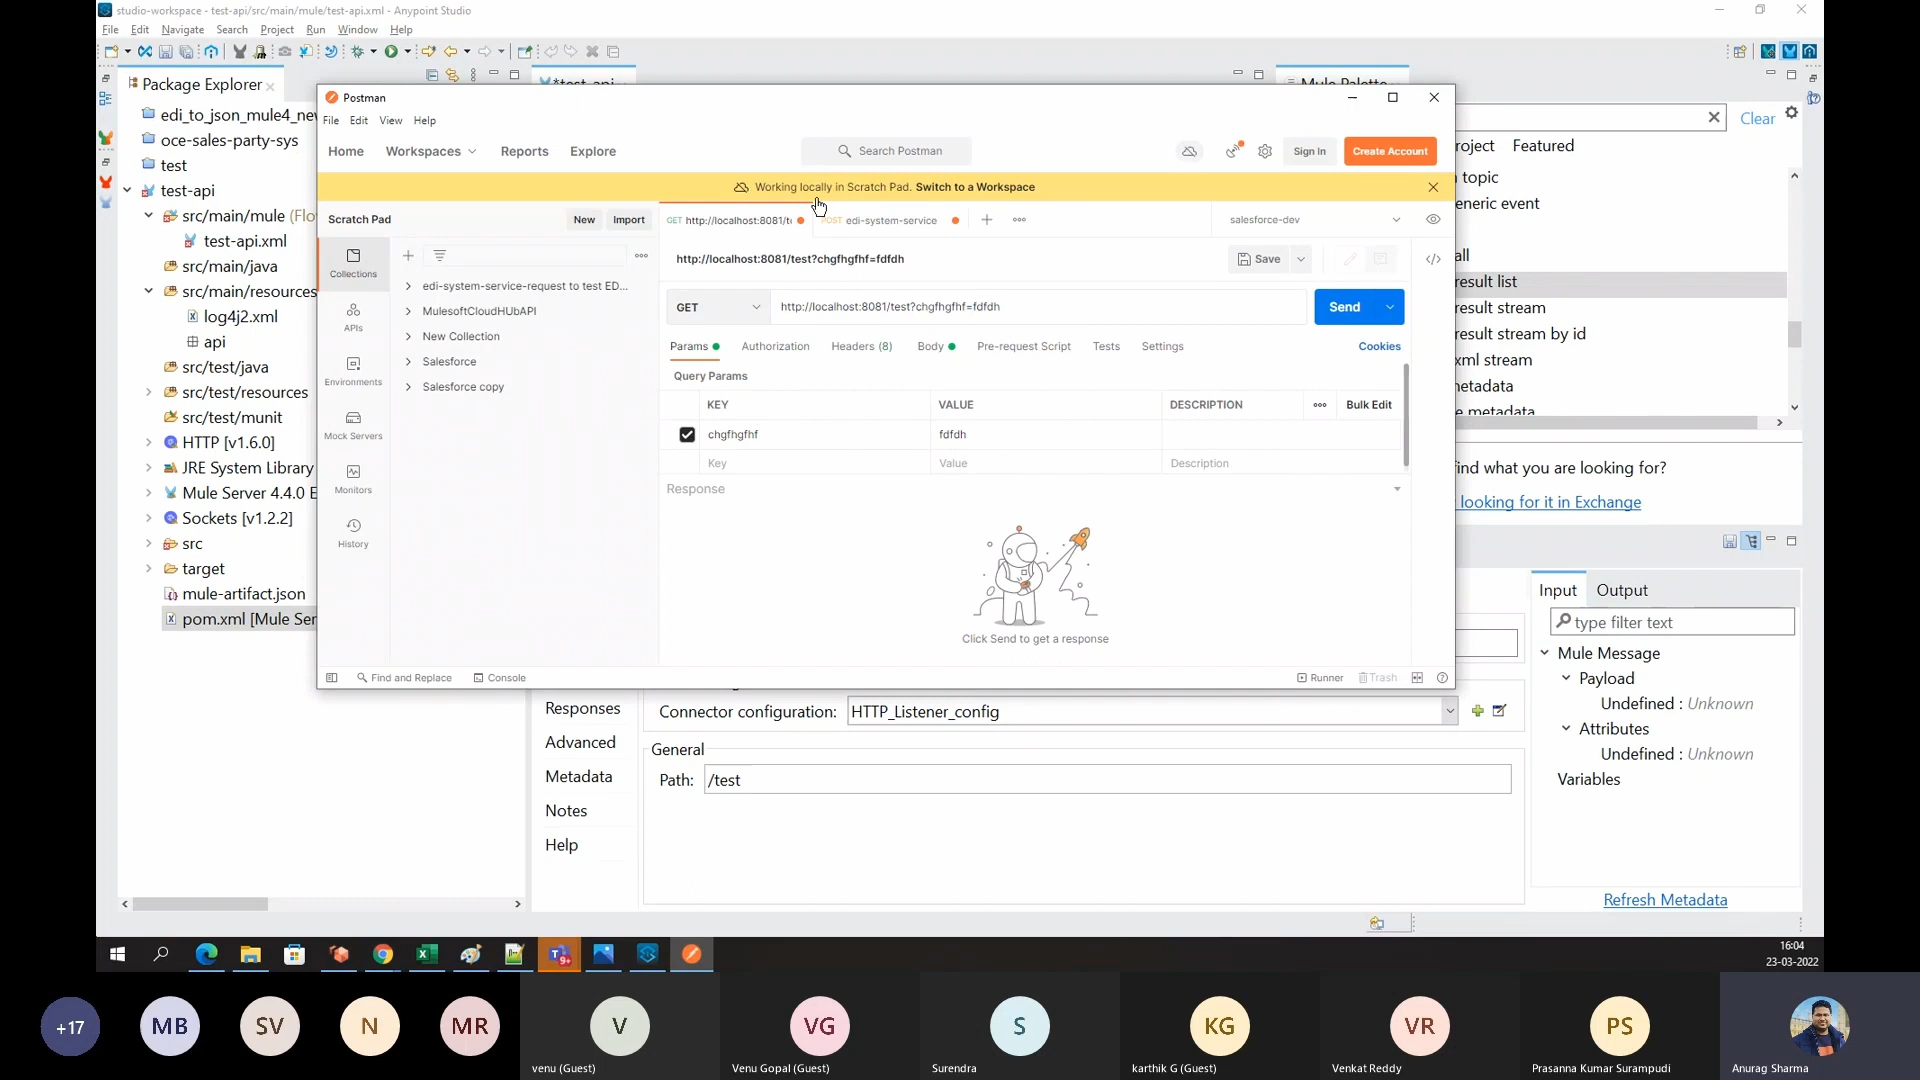 studio-workspace - test-api/src/main/mule/test-api.xml - Anypoint Studio
File Edit Navigate Search Project Run Window Help
Package Explorer
*test-api
Mule Palette
edi_to_json_mule4_new
oce-sales-party-sys
test
test-api
src/main/mule (Flo
test-api.xml
src/main/java
src/main/resources
log4j2.xml
api
src/test/java
src/test/resources
src/test/munit
HTTP [v1.6.0]
JRE System Library
Mule Server 4.4.0 E
Sockets [v1.2.2]
src
target
mule-artifact.json
pom.xml [Mule Ser
Postman
File Edit View Help
Home Workspaces Reports Explore
Search Postman
Sign In
Create Account
Working locally in Scratch Pad. Switch to a Workspace
Scratch Pad
New Import
GET http://localhost:8081/t
POST edi-system-service
salesforce-dev
Collections
APIs
Environments
Mock Servers
Monitors
History
edi-system-service-request to test ED...
MulesoftCloudHUbAPI
New Collection
Salesforce
Salesforce copy
http://localhost:8081/test?chgfhgfhf=fdfdh
Save
GET
http://localhost:8081/test?chgfhgfhf=fdfdh
Send
Params Authorization Headers (8) Body Pre-request Script Tests Settings
Cookies
Query Params
KEY VALUE DESCRIPTION Bulk Edit
chgfhgfhf fdfdh
Key Value Description
Response
Click Send to get a response
Find and Replace Console
Runner Trash
Clear
roject Featured
topic
eneric event
all
result list
result stream
result stream by id
xml stream
netadata
e metadata
ind what you are looking for?
looking for it in Exchange
Responses
Advanced
Metadata
Notes
Help
Connector configuration: HTTP_Listener_config
General
Path: /test
Input Output
type filter text
Mule Message
Payload
Undefined : Unknown
Attributes
Undefined : Unknown
Variables
Refresh Metadata
9+
16:04
23-03-2022
+17
MB
SV
N
MR
V
VG
S
KG
VR
PS
venu (Guest)
Venu Gopal (Guest)
Surendra
karthik G (Guest)
Venkat Reddy
Prasanna Kumar Surampudi
Anurag Sharma